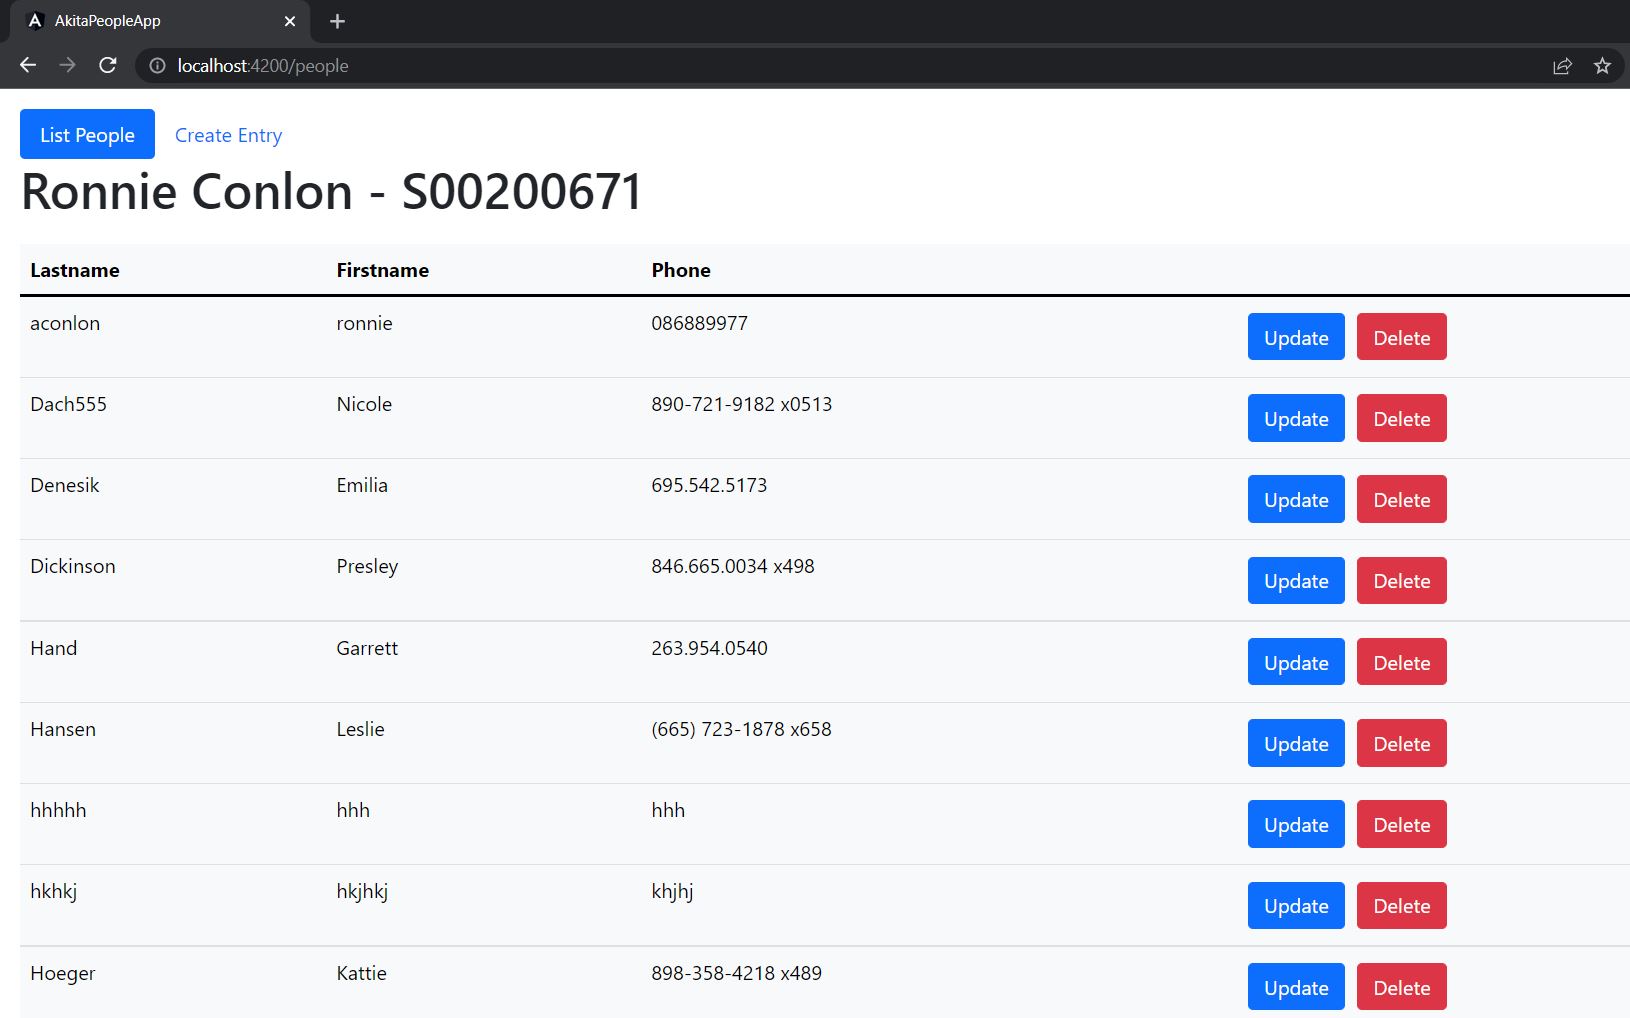 AkitaPeopleApp
localhost:4200/people
List People Create Entry
Ronnie Conlon - S00200671
Lastname Firstname Phone
aconlon ronnie 086889977 Update Delete
Dach555 Nicole 890-721-9182 x0513 Update Delete
Denesik Emilia 695.542.5173 Update Delete
Dickinson Presley 846.665.0034 x498 Update Delete
Hand Garrett 263.954.0540 Update Delete
Hansen Leslie (665) 723-1878 x658 Update Delete
hhhhh hhh hhh Update Delete
hkhkj hkjhkj khjhj Update Delete
Hoeger Kattie 898-358-4218 x489 Update Delete